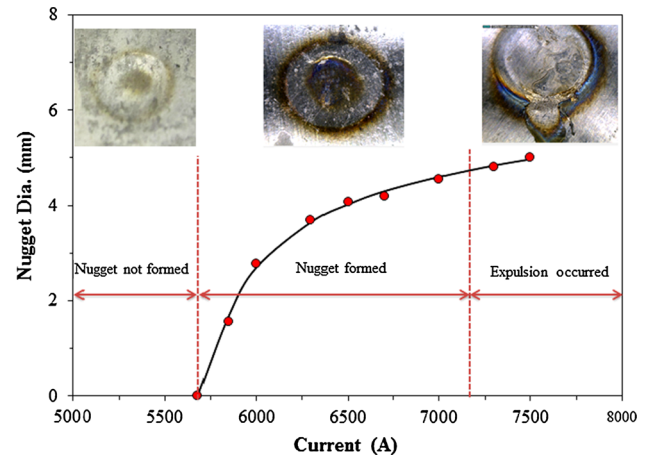 8
6
4
2
0
Nugget Dia. (mm)
Nugget not formed
Nugget formed
Expulsion occurred
5000 5500 6000 6500 7000 7500 8000
Current (A)